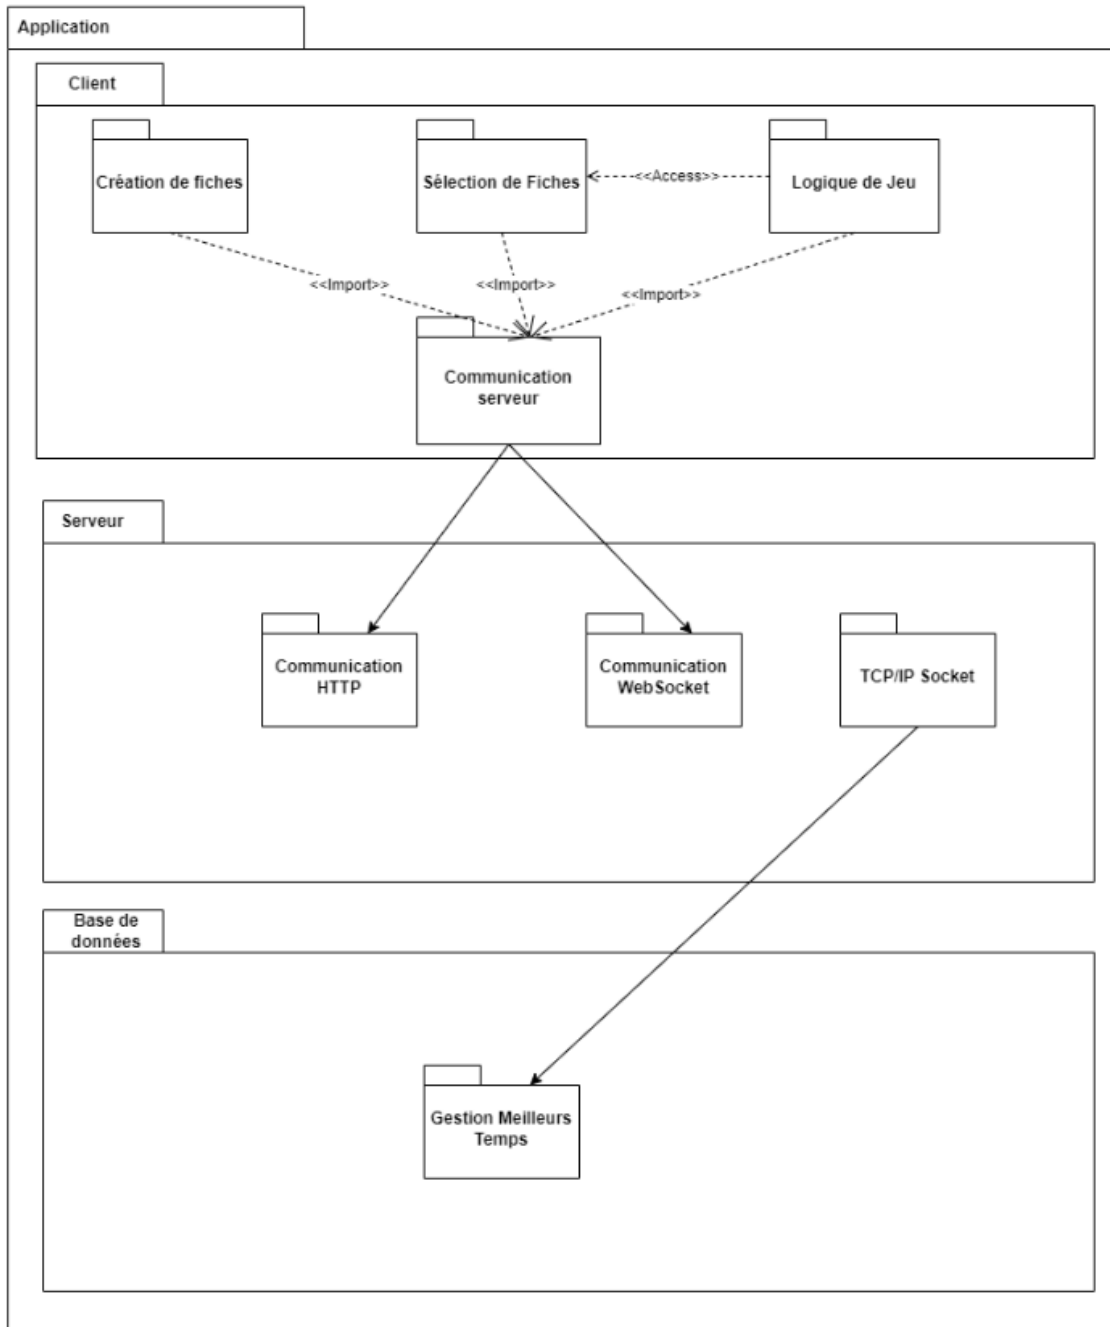 Application
Client
Création de fiches
Sélection de Fiches
<<Access>>
Logique de Jeu
<<Import>>
<<Import>>
<<Import>>
Communication
serveur
Serveur
Communication
HTTP
Communication
WebSocket
TCP/IP Socket
Base de
données
Gestion Meilleurs
Temps